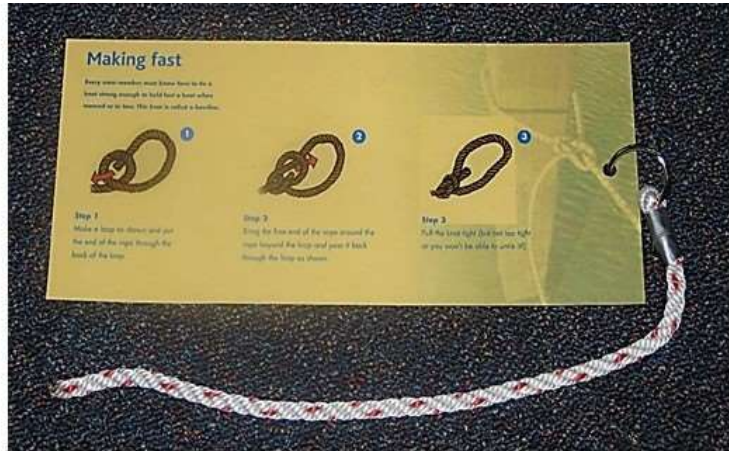 Making fast
Every crew member must know how to tie a
knot strong enough to hold fast a boat when
moored or in tow. This knot is called a bowline.
1
2
3
Step 1
Make a loop as shown and put
the end of the rope through the
back of the loop.
Step 2
Bring the free end of the rope around the
rope beyond the loop and pass it back
through the loop as shown.
Step 3
Pull the knot tight (but not too tight
or you won't be able to untie it!)